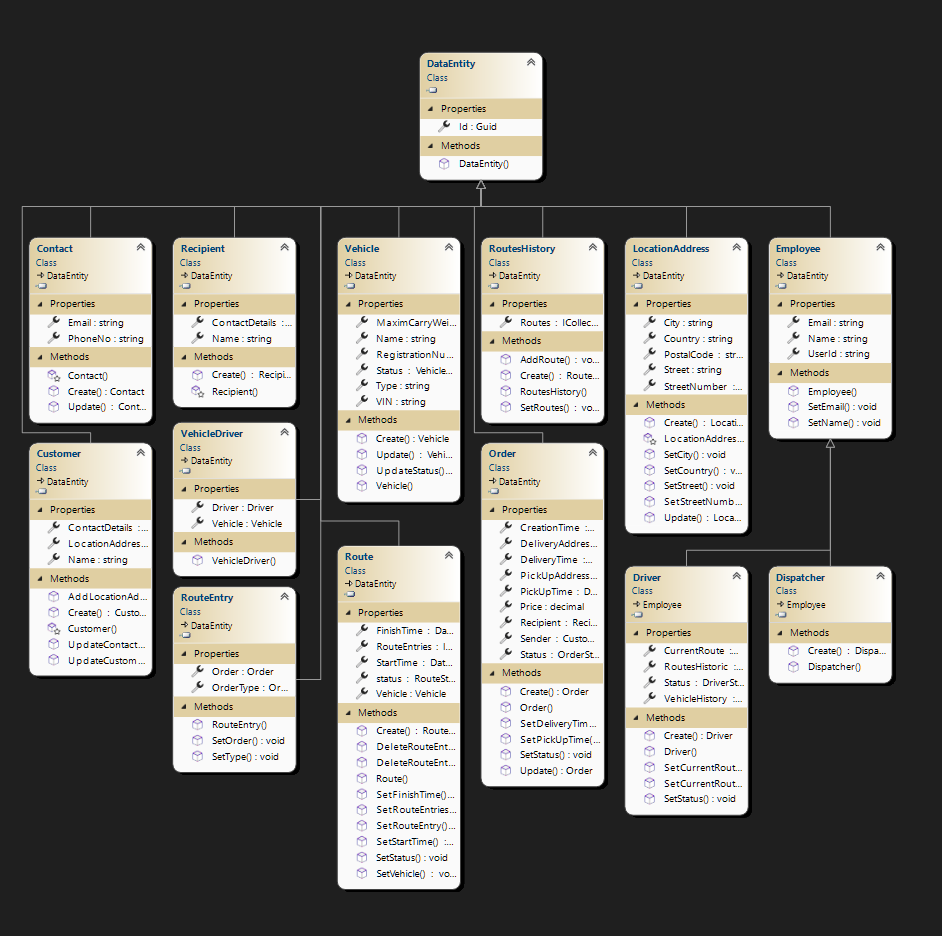 DataEntity
Class
Properties
Id : Guid
Methods
DataEntity()
Contact
Class
DataEntity
Properties
Email : string
PhoneNo : string
Methods
Contact()
Create() : Contact
Update() : Cont...
Recipient
Class
DataEntity
Properties
ContactDetails :...
Name : string
Methods
Create() : Recipi...
Recipient()
Vehicle
Class
DataEntity
Properties
MaximCarryWei...
Name : string
RegistrationNu...
Status : Vehicle...
Type : string
VIN : string
Methods
Create() : Vehicle
Update() : Vehi...
UpdateStatus()...
Vehicle()
RoutesHistory
Class
DataEntity
Properties
Routes : ICollec...
Methods
AddRoute() : vo...
Create() : Route...
RoutesHistory()
SetRoutes() : vo...
LocationAddress
Class
DataEntity
Properties
City : string
Country : string
PostalCode : str...
Street : string
StreetNumber :...
Methods
Create() : Locati...
LocationAddres...
SetCity() : void
SetCountry() : v...
SetStreet() : void
SetStreetNumb...
Update() : Loca...
Employee
Class
DataEntity
Properties
Email : string
Name : string
UserId : string
Methods
Employee()
SetEmail() : void
SetName() : void
Customer
Class
DataEntity
Properties
ContactDetails :...
LocationAddres...
Name : string
Methods
AddLocationAd...
Create() : Custo...
Customer()
UpdateContact...
UpdateCustom...
VehicleDriver
Class
DataEntity
Properties
Driver : Driver
Vehicle : Vehicle
Methods
VehicleDriver()
RouteEntry
Class
DataEntity
Properties
Order : Order
OrderType : Or...
Methods
RouteEntry()
SetOrder() : void
SetType() : void
Route
Class
DataEntity
Properties
FinishTime : Da...
RouteEntries : I...
StartTime : Dat...
status : RouteSt...
Vehicle : Vehicle
Methods
Create() : Route...
DeleteRouteEnt...
DeleteRouteEnt...
Route()
SetFinishTime()...
SetRouteEntries...
SetRouteEntry()...
SetStartTime() :...
SetStatus() : void
SetVehicle() : vo...
Order
Class
DataEntity
Properties
CreationTime :...
DeliveryAddres...
DeliveryTime :...
PickUpAddress...
PickUpTime : D...
Price : decimal
Recipient : Reci...
Sender : Custo...
Status : OrderSt...
Methods
Create() : Order
Order()
SetDeliveryTim...
SetPickUpTime(...
SetStatus() : void
Update() : Order
Driver
Class
Employee
Properties
CurrentRoute :...
RoutesHistoric :...
Status : DriverSt...
VehicleHistory :...
Methods
Create() : Driver
Driver()
SetCurrentRout...
SetCurrentRout...
SetStatus() : void
Dispatcher
Class
Employee
Methods
Create() : Dispa...
Dispatcher()